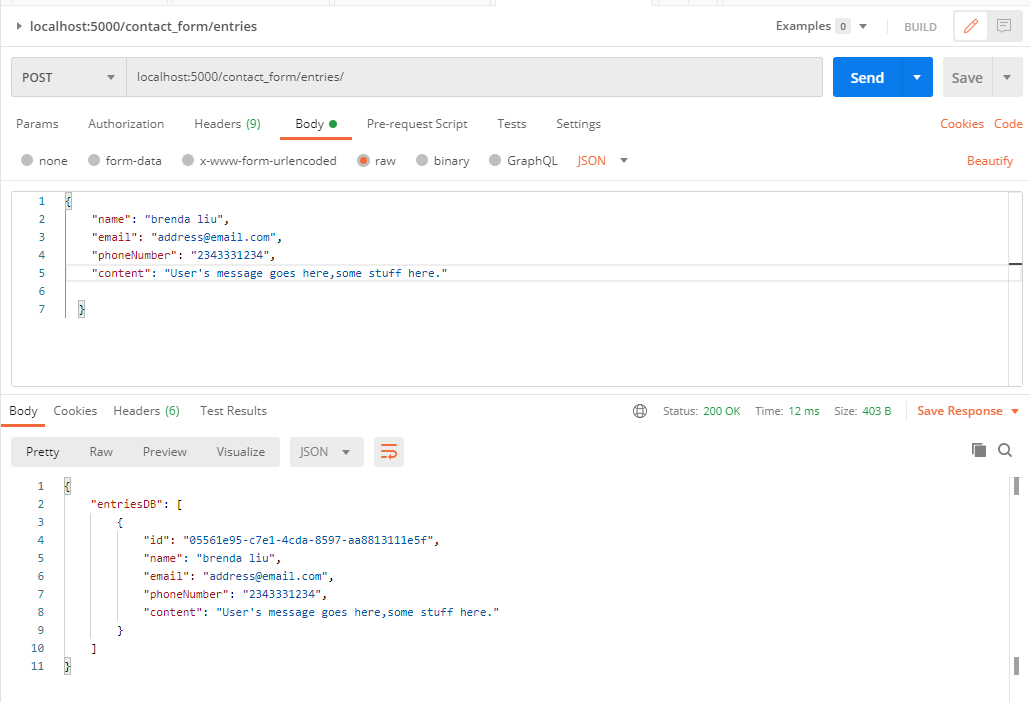 localhost:5000/contact_form/entries Examples 0 BUILD
POST localhost:5000/contact_form/entries/ Send Save
Params Authorization Headers (9) Body Pre-request Script Tests Settings Cookies Code
none form-data x-www-form-urlencoded raw binary GraphQL JSON Beautify
1 {
2 "name": "brenda liu",
3 "email": "address@email.com",
4 "phoneNumber": "2343331234",
5 "content": "User's message goes here,some stuff here."
6
7 }
Body Cookies Headers (6) Test Results Status: 200 OK Time: 12 ms Size: 403 B Save Response
Pretty Raw Preview Visualize JSON
1 {
2 "entriesDB": [
3 {
4 "id": "05561e95-c7e1-4cda-8597-aa8813111e5f",
5 "name": "brenda liu",
6 "email": "address@email.com",
7 "phoneNumber": "2343331234",
8 "content": "User's message goes here,some stuff here."
9 }
10 ]
11 }